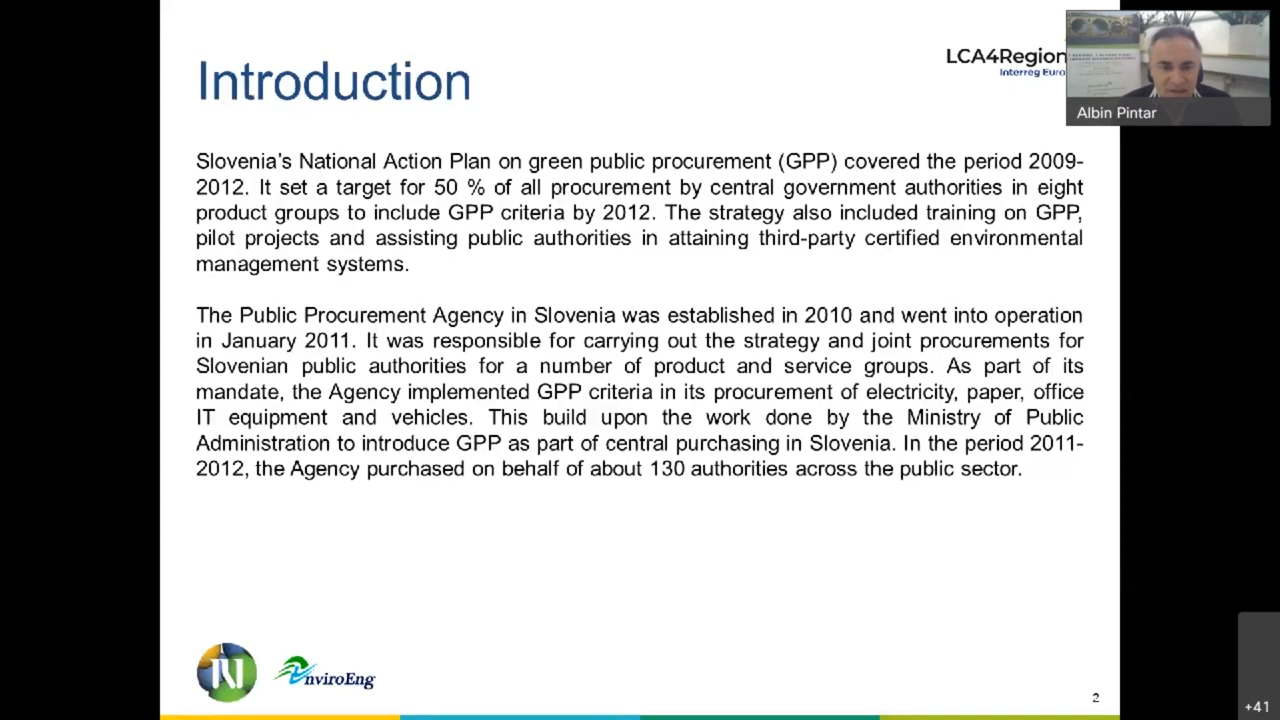 Introduction
LCA4Region
Interreg Euro
Albin Pintar
Slovenia's National Action Plan on green public procurement (GPP) covered the period 2009-
2012. It set a target for 50 % of all procurement by central government authorities in eight
product groups to include GPP criteria by 2012. The strategy also included training on GPP,
pilot projects and assisting public authorities in attaining third-party certified environmental
management systems.
The Public Procurement Agency in Slovenia was established in 2010 and went into operation
in January 2011. It was responsible for carrying out the strategy and joint procurements for
Slovenian public authorities for a number of product and service groups. As part of its
mandate, the Agency implemented GPP criteria in its procurement of electricity, paper, office
IT equipment and vehicles. This build upon the work done by the Ministry of Public
Administration to introduce GPP as part of central purchasing in Slovenia. In the period 2011-
2012, the Agency purchased on behalf of about 130 authorities across the public sector.
nviroEng
2
+41